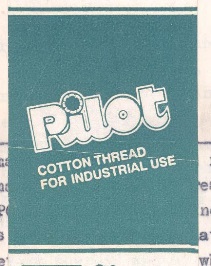 Pilot
COTTON THREAD
FOR INDUSTRIAL USE